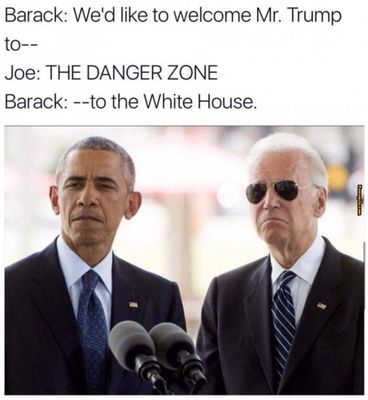 Barack: We'd like to welcome Mr. Trump
to--
Joe: THE DANGER ZONE
Barack: --to the White House.